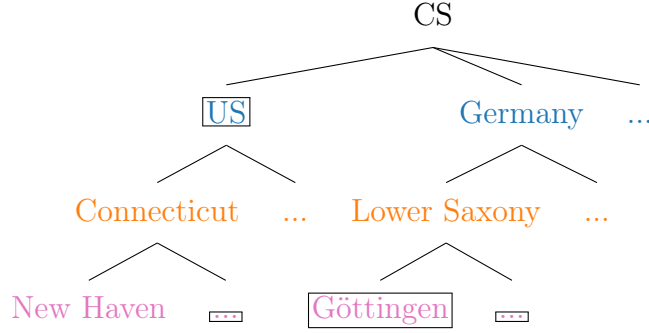 CS
US Germany ...
Connecticut ... Lower Saxony ...
New Haven ... Göttingen ...